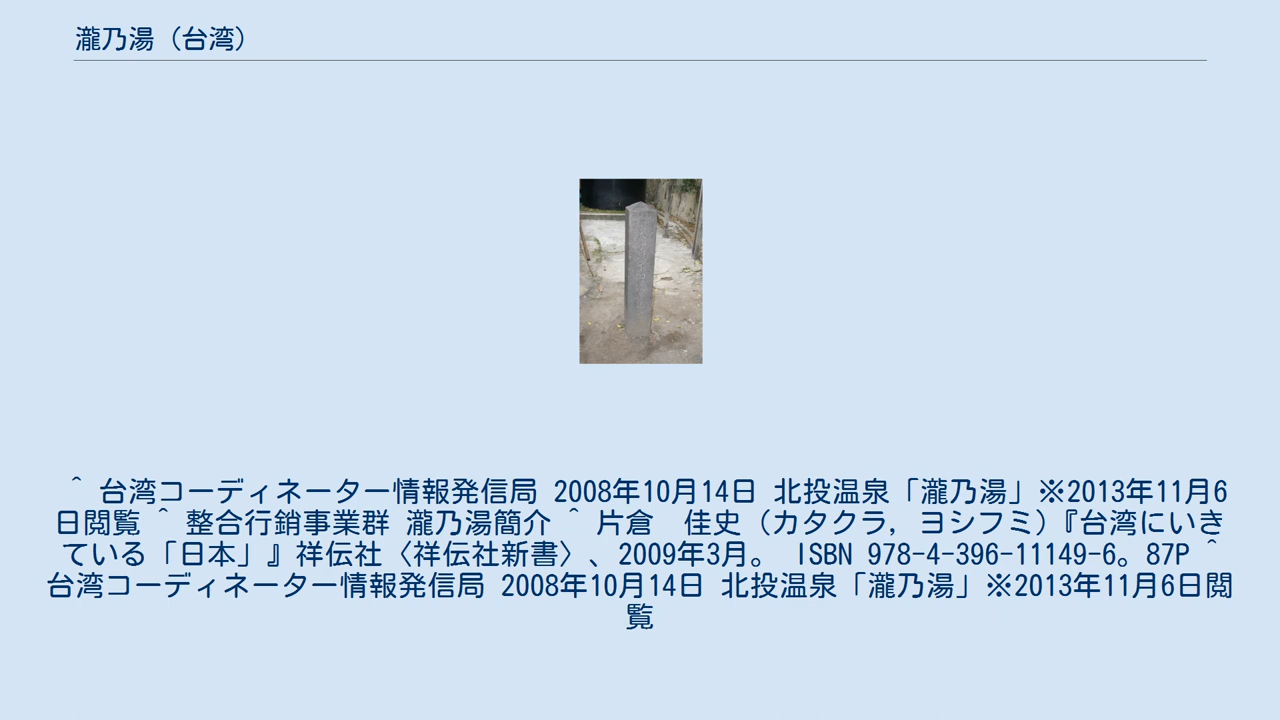 瀧乃湯（台湾）
^ 台湾コーディネーター情報発信局 2008年10月14日 北投温泉「瀧乃湯」※2013年11月6
日閲覧 ^ 整合行銷事業群 瀧乃湯簡介 ^ 片倉　佳史（カタクラ，ヨシフミ）『台湾にいき
ている「日本」』祥伝社〈祥伝社新書〉、2009年3月。 ISBN 978-4-396-11149-6。87P ^
台湾コーディネーター情報発信局 2008年10月14日 北投温泉「瀧乃湯」※2013年11月6日閲
覧